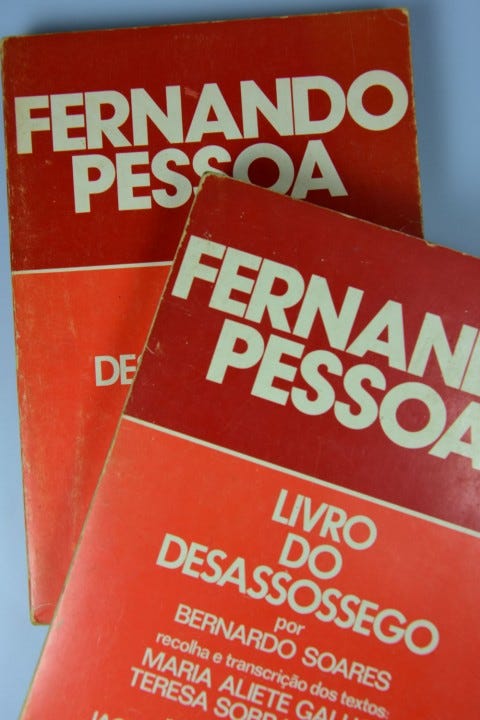 FERNANDO
PESSOA
DE
FERNAN
PESSOA
LIVRO
DO
DESASSOSSEGO
por
BERNARDO SOARES
recolha e transcrição dos textos:
MARIA ALIETE GAL
TERESA SOBR